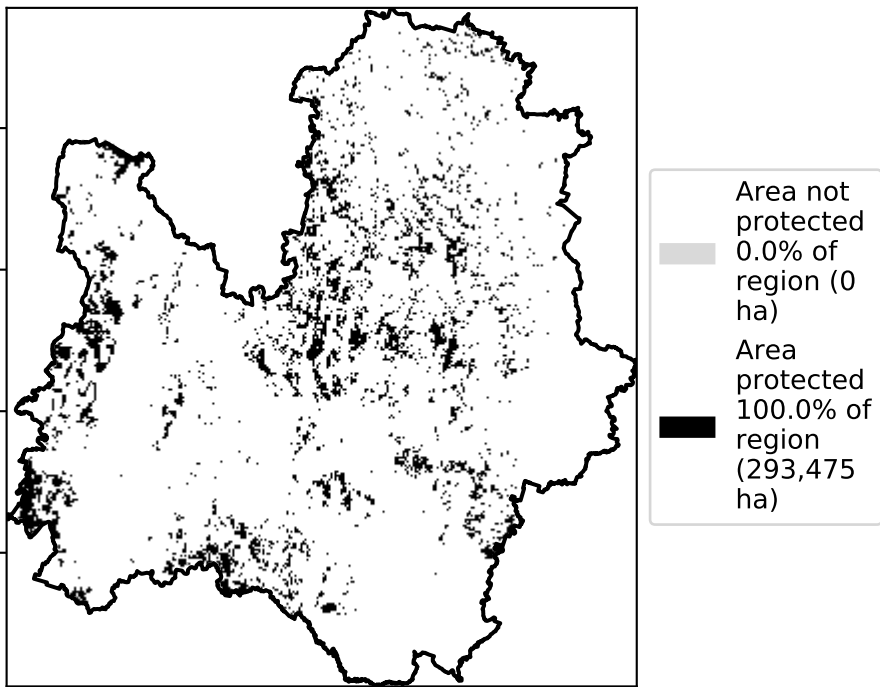 Area not
protected
0.0% of
region (0
ha)
Area
protected
100.0% of
region
(293,475
ha)